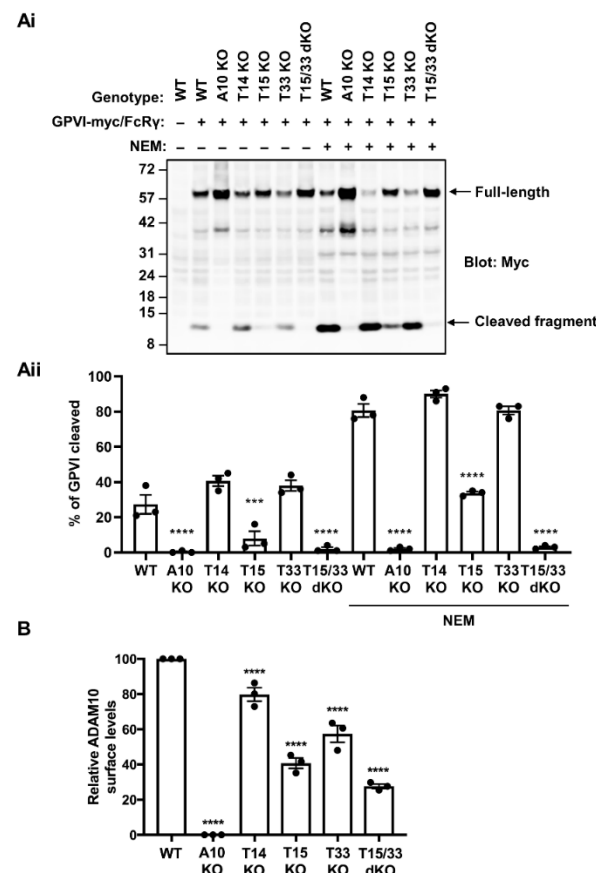 Ai
Genotype: WT WT A10 KO T14 KO T15 KO T33 KO T15/33 dKO WT A10 KO T14 KO T15 KO T33 KO T15/33 dKO
GPVI-myc/FcRγ: – + + + + + + + + + + + +
NEM: – – – – – – – + + + + + +
72
57
42
31
24
18
15
8
Full-length
Blot: Myc
Cleaved fragment
Aii
% of GPVI cleaved
100
80
60
40
20
0
**** *** **** **** **** ****
WT A10 T14 T15 T33 T15/33 WT A10 T14 T15 T33 T15/33
KO KO KO KO dKO KO KO KO KO dKO
NEM
B
Relative ADAM10
surface levels
100
80
60
40
20
0
**** **** **** **** ****
WT A10 T14 T15 T33 T15/33
KO KO KO KO dKO